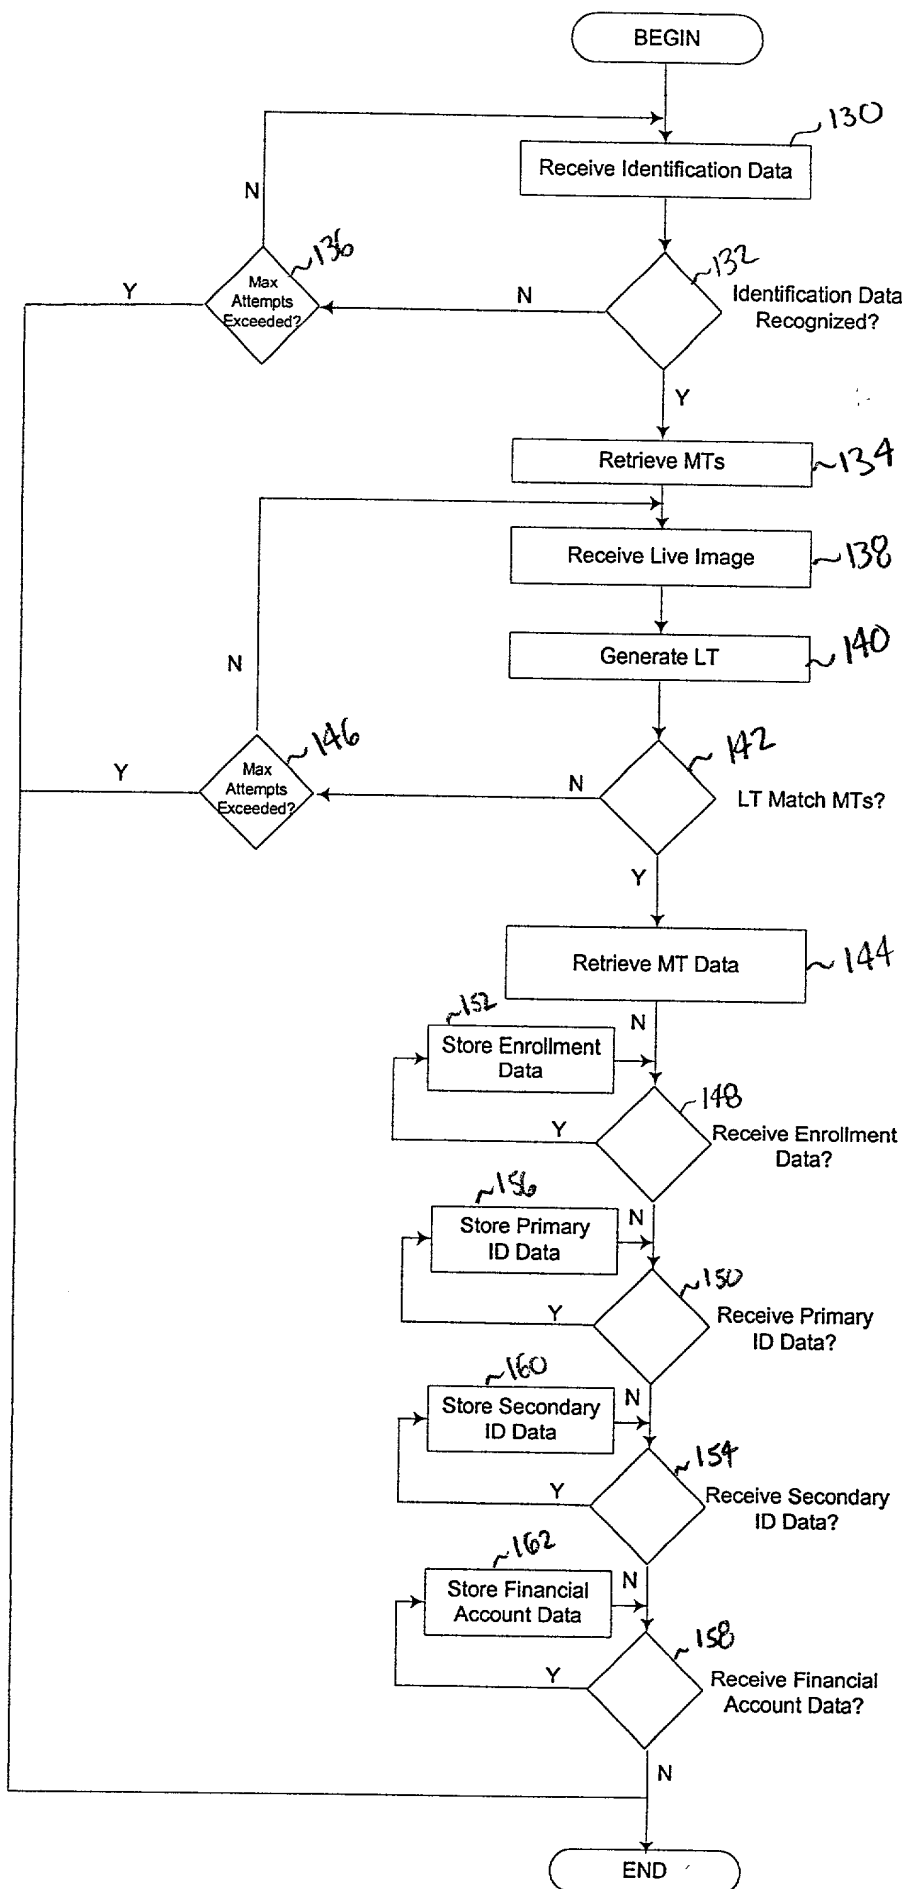 BEGIN
130
Receive Identification Data
N
136
132
Max
Attempts
Exceeded?
Y
N
Identification Data
Recognized?
Y
Retrieve MTs
134
Receive Live Image
138
Generate LT
140
N
146
142
Max
Attempts
Exceeded?
Y
N
LT Match MTs?
Y
Retrieve MT Data
144
152
N
Store Enrollment
Data
148
Y
Receive Enrollment
Data?
156
N
Store Primary
ID Data
150
Y
Receive Primary
ID Data?
160
N
Store Secondary
ID Data
154
Y
Receive Secondary
ID Data?
162
N
Store Financial
Account Data
158
Y
Receive Financial
Account Data?
N
END